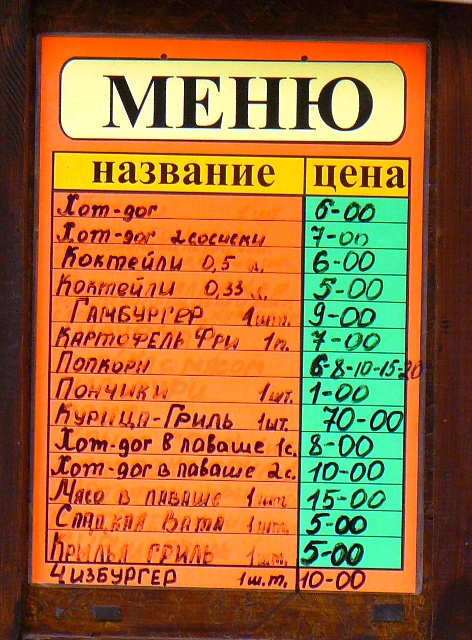 МЕНЮ
название цена
Хот-дог 6-00
Хот-дог 2 сосиски 7-00
Коктейли 0,5 л. 6-00
Коктейли 0,33 л. 5-00
Гамбургер 1шт. 9-00
Картофель Фри 1п. 7-00
Попкорн 6-8-10-15-20
Пончики 1шт. 1-00
Курица-Гриль 1шт. 70-00
Хот-дог в лаваше 1с. 8-00
Хот-дог в лаваше 2с. 10-00
Мясо в лаваше 1шт. 15-00
Сладкая Вата 1шт. 5-00
Крылья гриль 1шт. 5-00
Чизбургер 1ш.т. 10-00